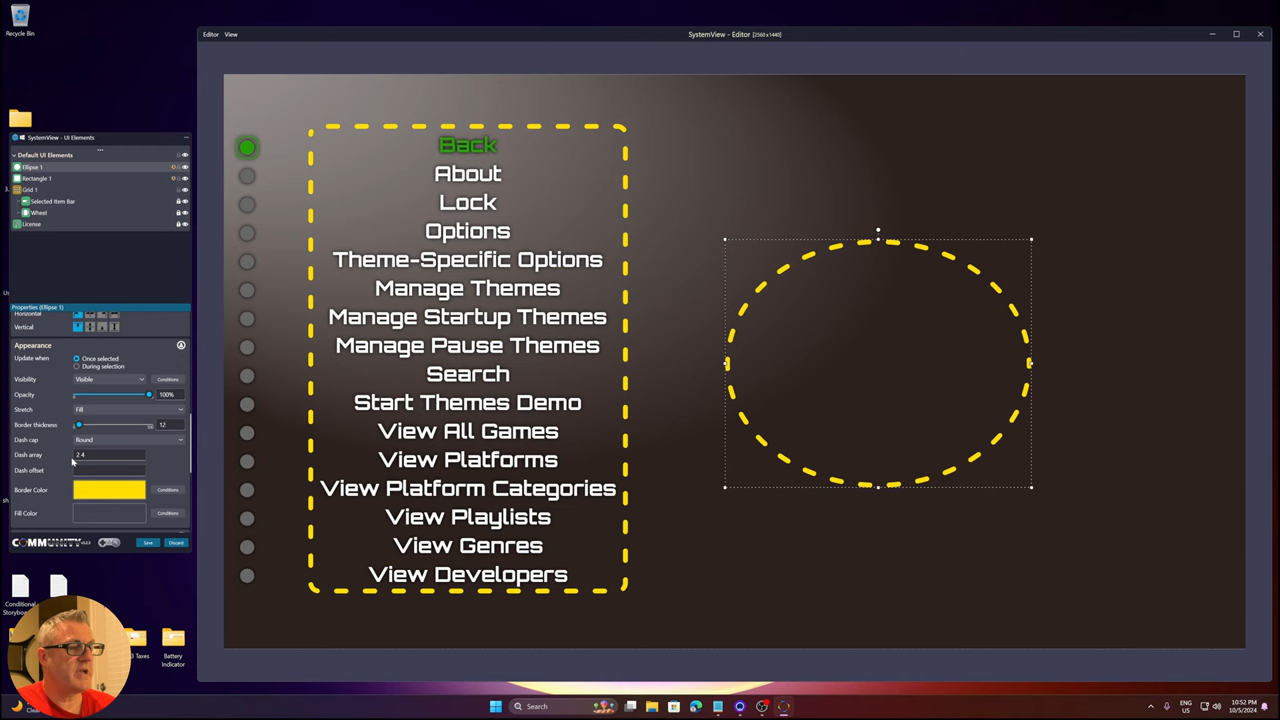 Recycle Bin
Editor View
SystemView - Editor [2560x1440]
SystemView - UI Elements
Default UI Elements
Ellipse 1
Rectangle 1
Grid 1
Selected Item Bar
Wheel
License
Properties (Ellipse 1)
Horizontal
Vertical
Appearance
Update when
Once selected
During selection
Visibility
Visible
Conditions
Opacity
100%
Stretch
Fill
Border thickness
12
Dash cap
Round
Dash array
2 4
Dash offset
Border Color
Conditions
Fill Color
Conditions
COMMUNITY
Save
Discard
Back
About
Lock
Options
Theme-Specific Options
Manage Themes
Manage Startup Themes
Manage Pause Themes
Search
Start Themes Demo
View All Games
View Platforms
View Platform Categories
View Playlists
View Genres
View Developers
Conditional
Storyboar
3 Taxes
Battery
Indicator
Clea
Search
ENG
US
10:52 PM
10/5/2024